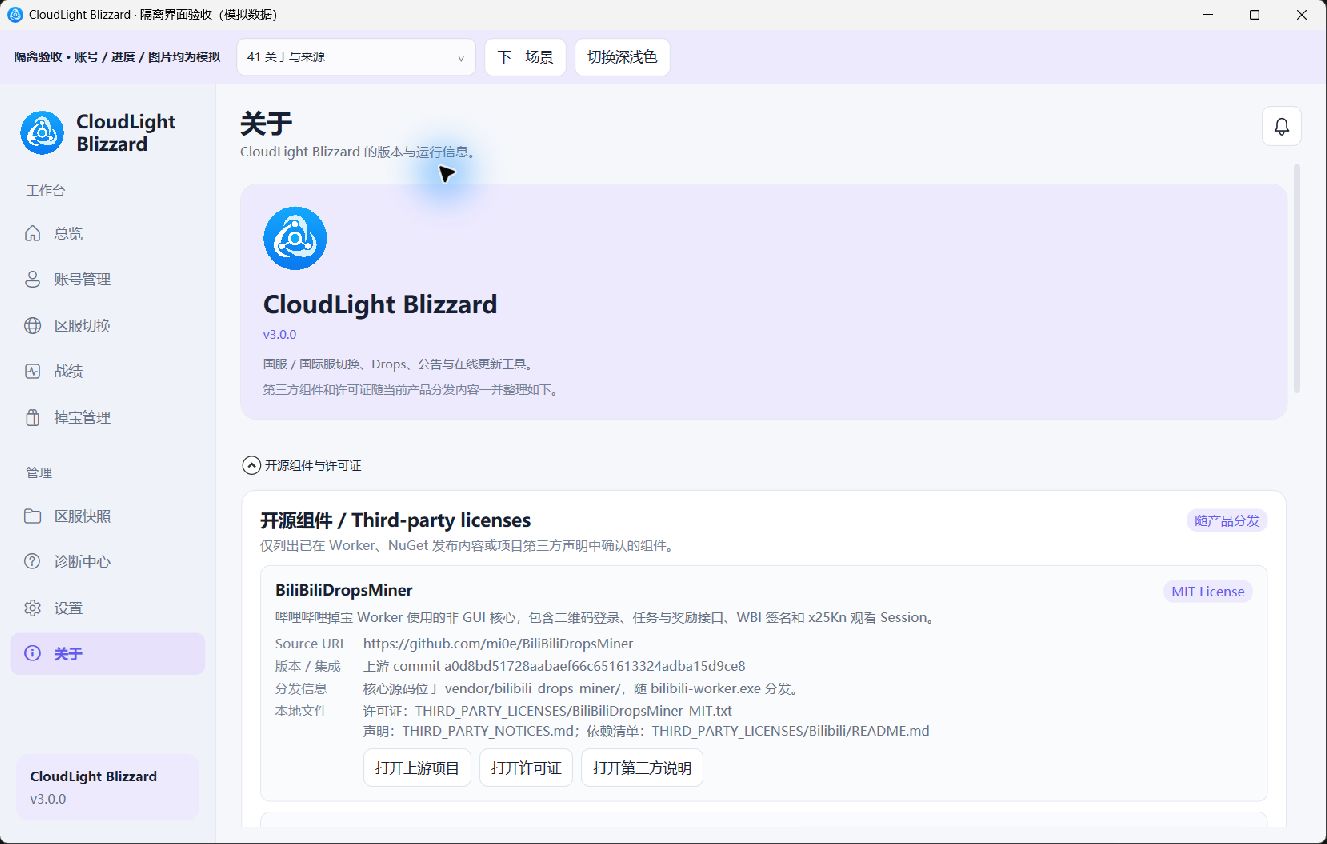 CloudLight Blizzard · 隔离界面验收（模拟数据）
隔离验收 • 账号 / 进度 / 图片均为模拟
41 关于与来源
下一场景
切换深浅色
CloudLight
Blizzard
工作台
总览
账号管理
区服切换
战绩
掉宝管理
管理
区服快照
诊断中心
设置
关于
CloudLight Blizzard
v3.0.0
关于
CloudLight Blizzard 的版本与运行信息。
CloudLight Blizzard
v3.0.0
国服 / 国际服切换、Drops、公告与在线更新工具。
第三方组件和许可证随当前产品分发内容一并整理如下。
开源组件与许可证
开源组件 / Third-party licenses
随产品分发
仅列出已在 Worker、NuGet 发布内容或项目第三方声明中确认的组件。
BiliBiliDropsMiner
MIT License
哔哩哔哩掉宝 Worker 使用的非 GUI 核心，包含二维码登录、任务与奖励接口、WBI 签名和 x25Kn 观看 Session。
Source URL https://github.com/mi0e/BiliBiliDropsMiner
版本 / 集成 上游 commit a0d8bd51728aabaef66c651613324adba15d9ce8
分发信息 核心源码位于 vendor/bilibili_drops_miner/，随 bilibili-worker.exe 分发。
本地文件 许可证：THIRD_PARTY_LICENSES/BiliBiliDropsMiner_MIT.txt
声明：THIRD_PARTY_NOTICES.md；依赖清单：THIRD_PARTY_LICENSES/Bilibili/README.md
打开上游项目
打开许可证
打开第三方说明